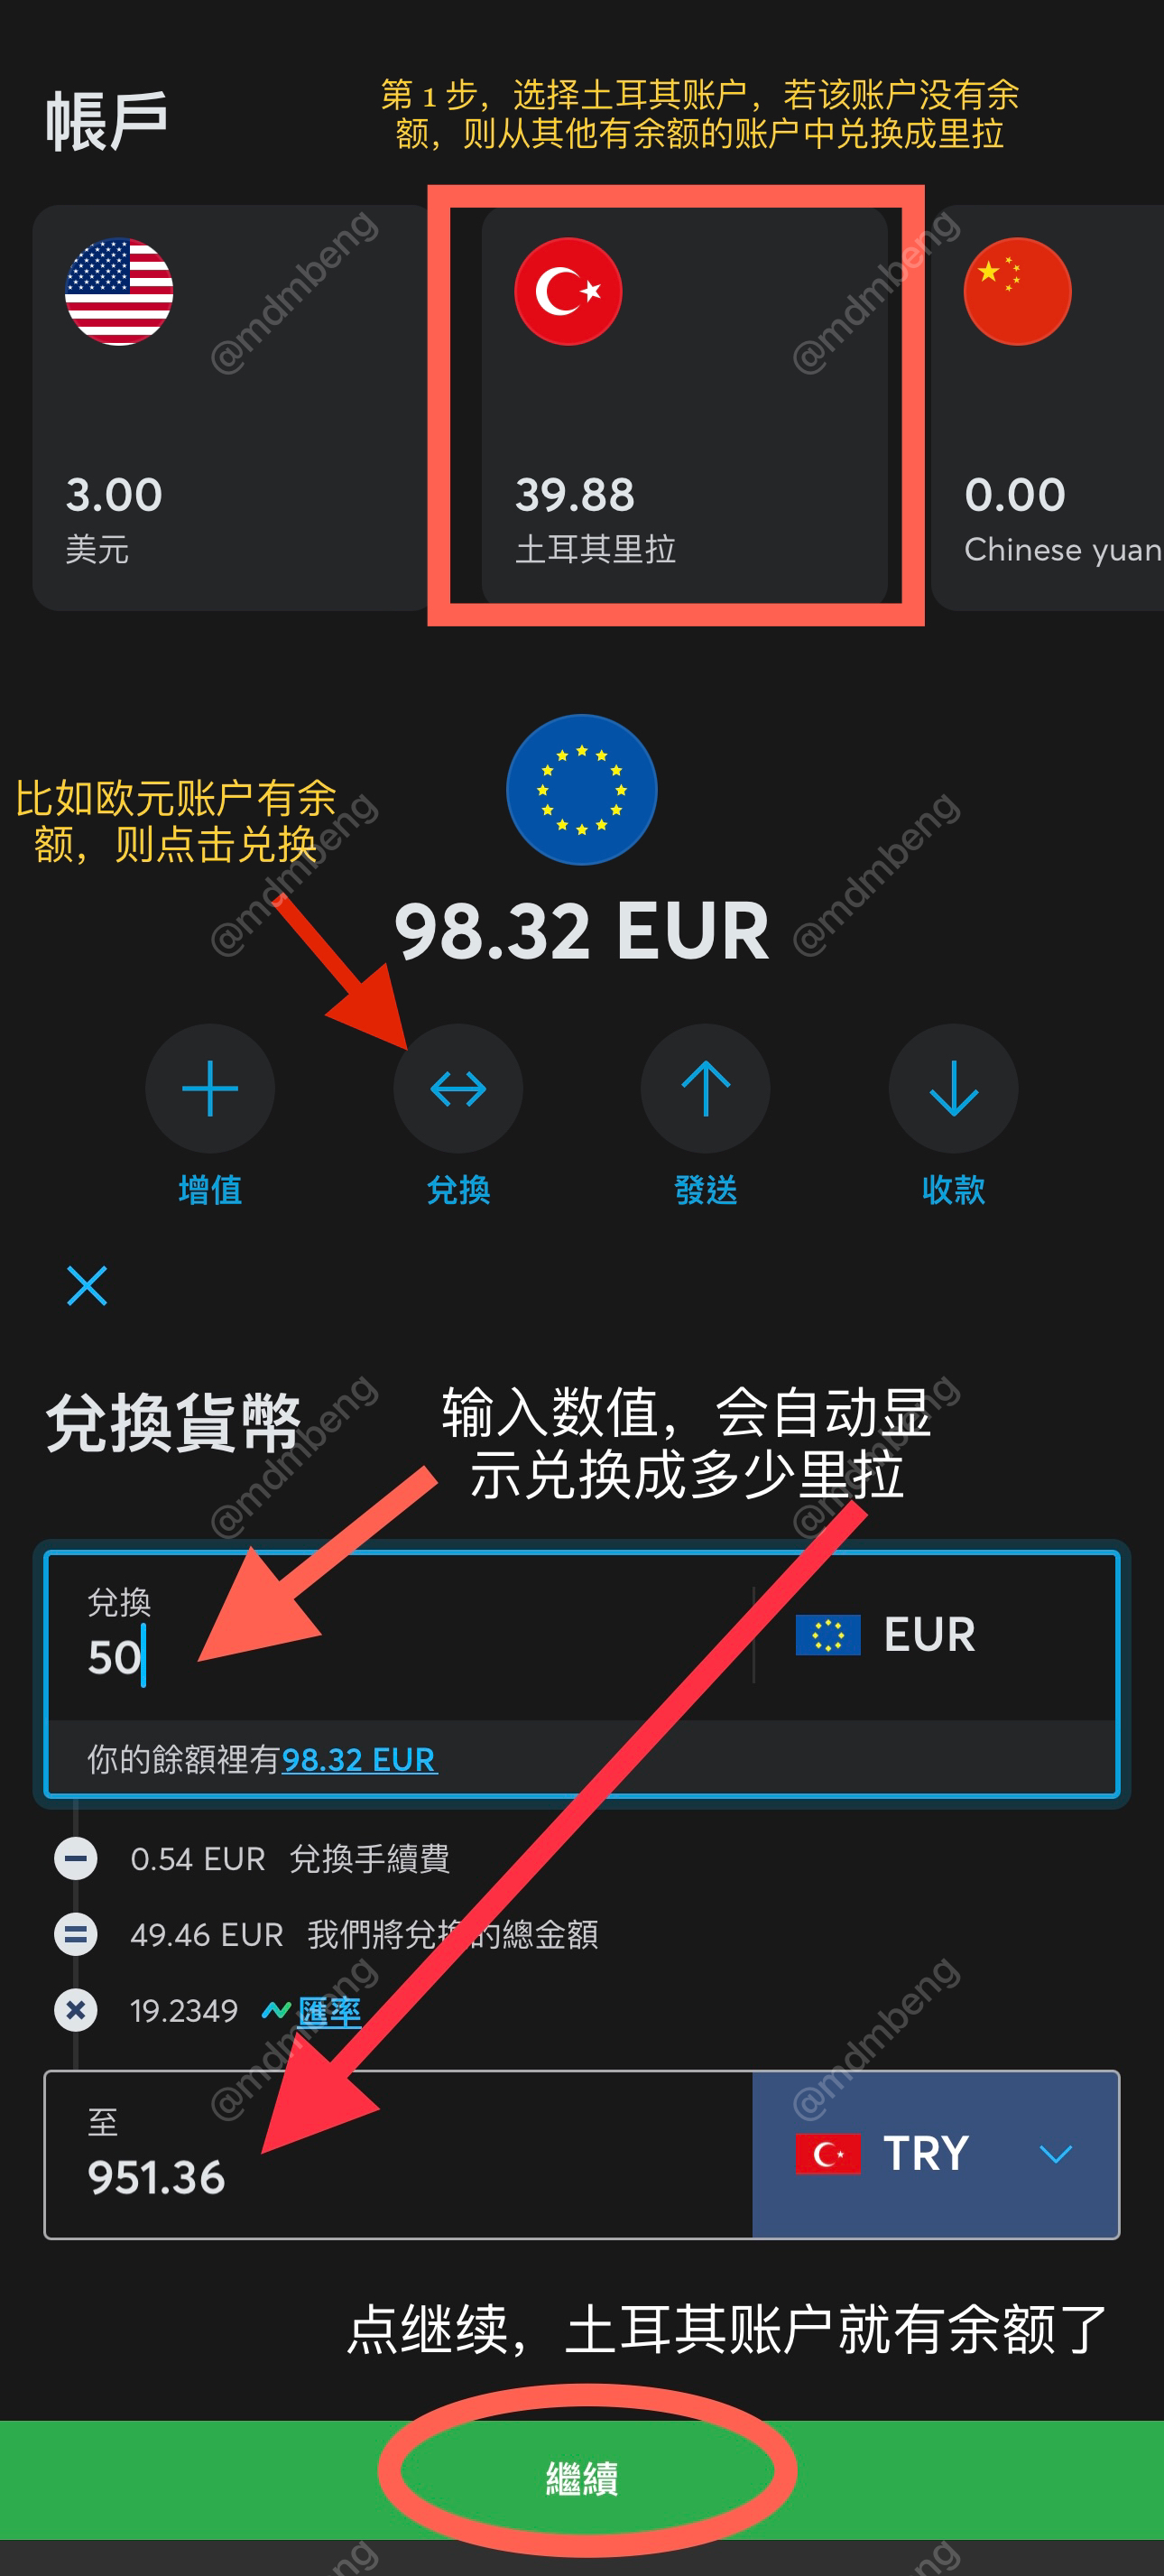 帳戶
第 1 步，选择土耳其账户，若该账户没有余
额，则从其他有余额的账户中兑换成里拉
@mdmbeng
@mdmbeng
3.00
美元
39.88
土耳其里拉
0.00
Chinese yuan
比如欧元账户有余
额，则点击兑换
@mdmbeng
@mdmbeng
98.32 EUR
增值
兌換
發送
收款
兌換貨幣
输入数值，会自动显
示兑换成多少里拉
@mdmbeng
@mdmbeng
兌換
50
EUR
你的餘額裡有98.32 EUR
0.54 EUR 兌換手續費
49.46 EUR 我們將兌換的總金額
19.2349 匯率
@mdmbeng
@mdmbeng
至
951.36
TRY
点继续，土耳其账户就有余额了
繼續